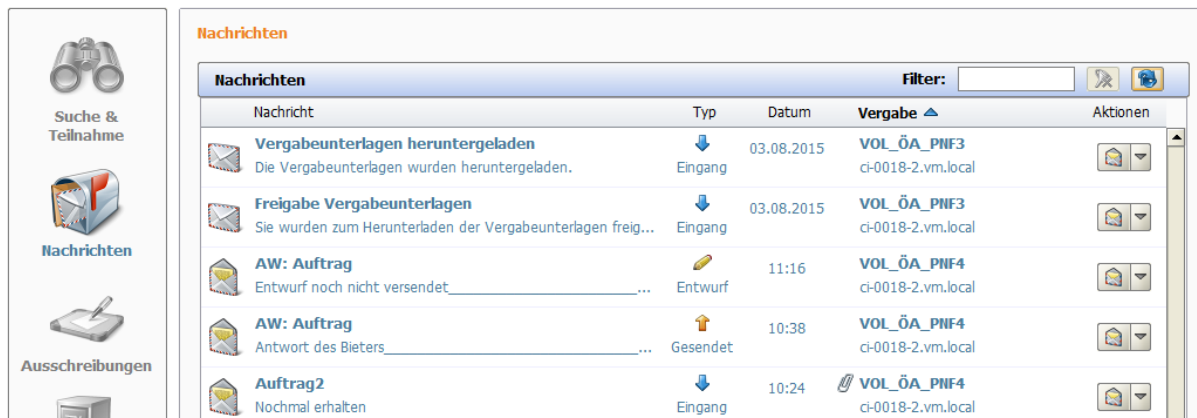 Suche &
Teilnahme
Nachrichten
Ausschreibungen
Nachrichten
Nachrichten Filter:
Nachricht Typ Datum Vergabe Aktionen
Vergabeunterlagen heruntergeladen 03.08.2015 VOL_ÖA_PNF3
Die Vergabeunterlagen wurden heruntergeladen. Eingang ci-0018-2.vm.local
Freigabe Vergabeunterlagen 03.08.2015 VOL_ÖA_PNF3
Sie wurden zum Herunterladen der Vergabeunterlagen freig... Eingang ci-0018-2.vm.local
AW: Auftrag 11:16 VOL_ÖA_PNF4
Entwurf noch nicht versendet_________________________... Entwurf ci-0018-2.vm.local
AW: Auftrag 10:38 VOL_ÖA_PNF4
Antwort des Bieters__________________________________... Gesendet ci-0018-2.vm.local
Auftrag2 10:24 VOL_ÖA_PNF4
Nochmal erhalten Eingang ci-0018-2.vm.local